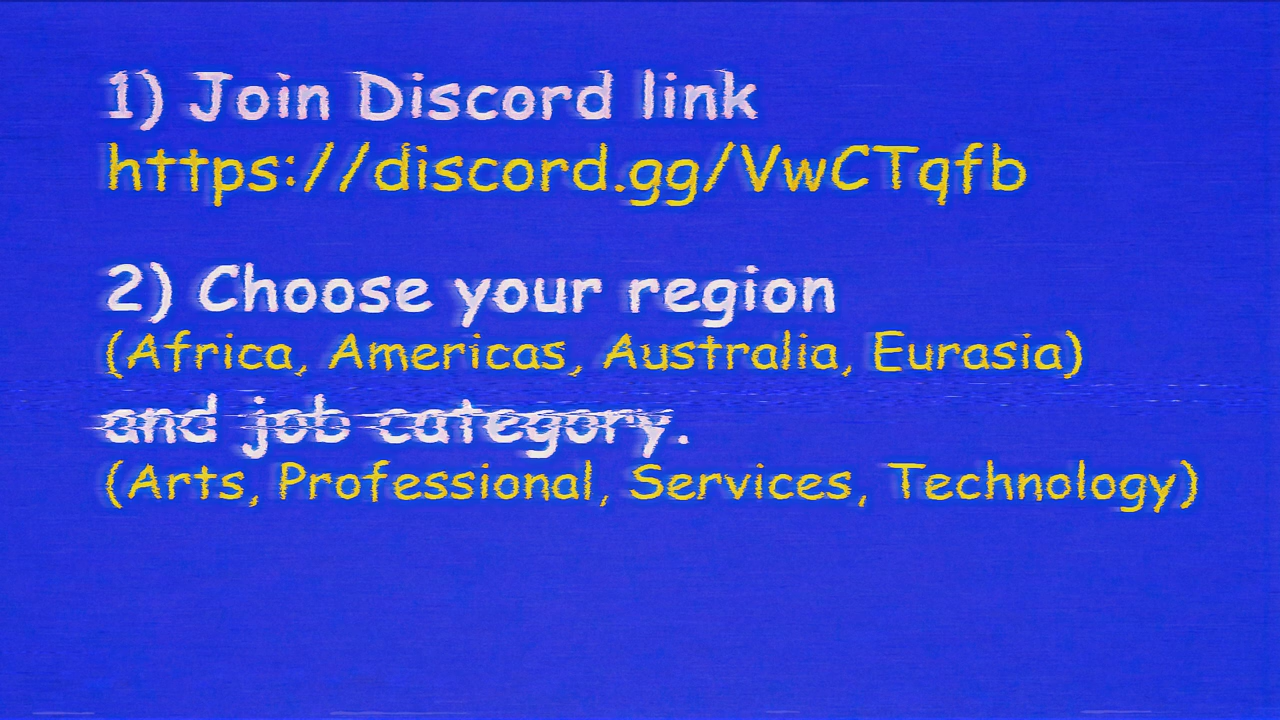 1) Join Discord link
https://discord.gg/VwCTqfb
2) Choose your region
(Africa, Americas, Australia, Eurasia)
and job category.
(Arts, Professional, Services, Technology)